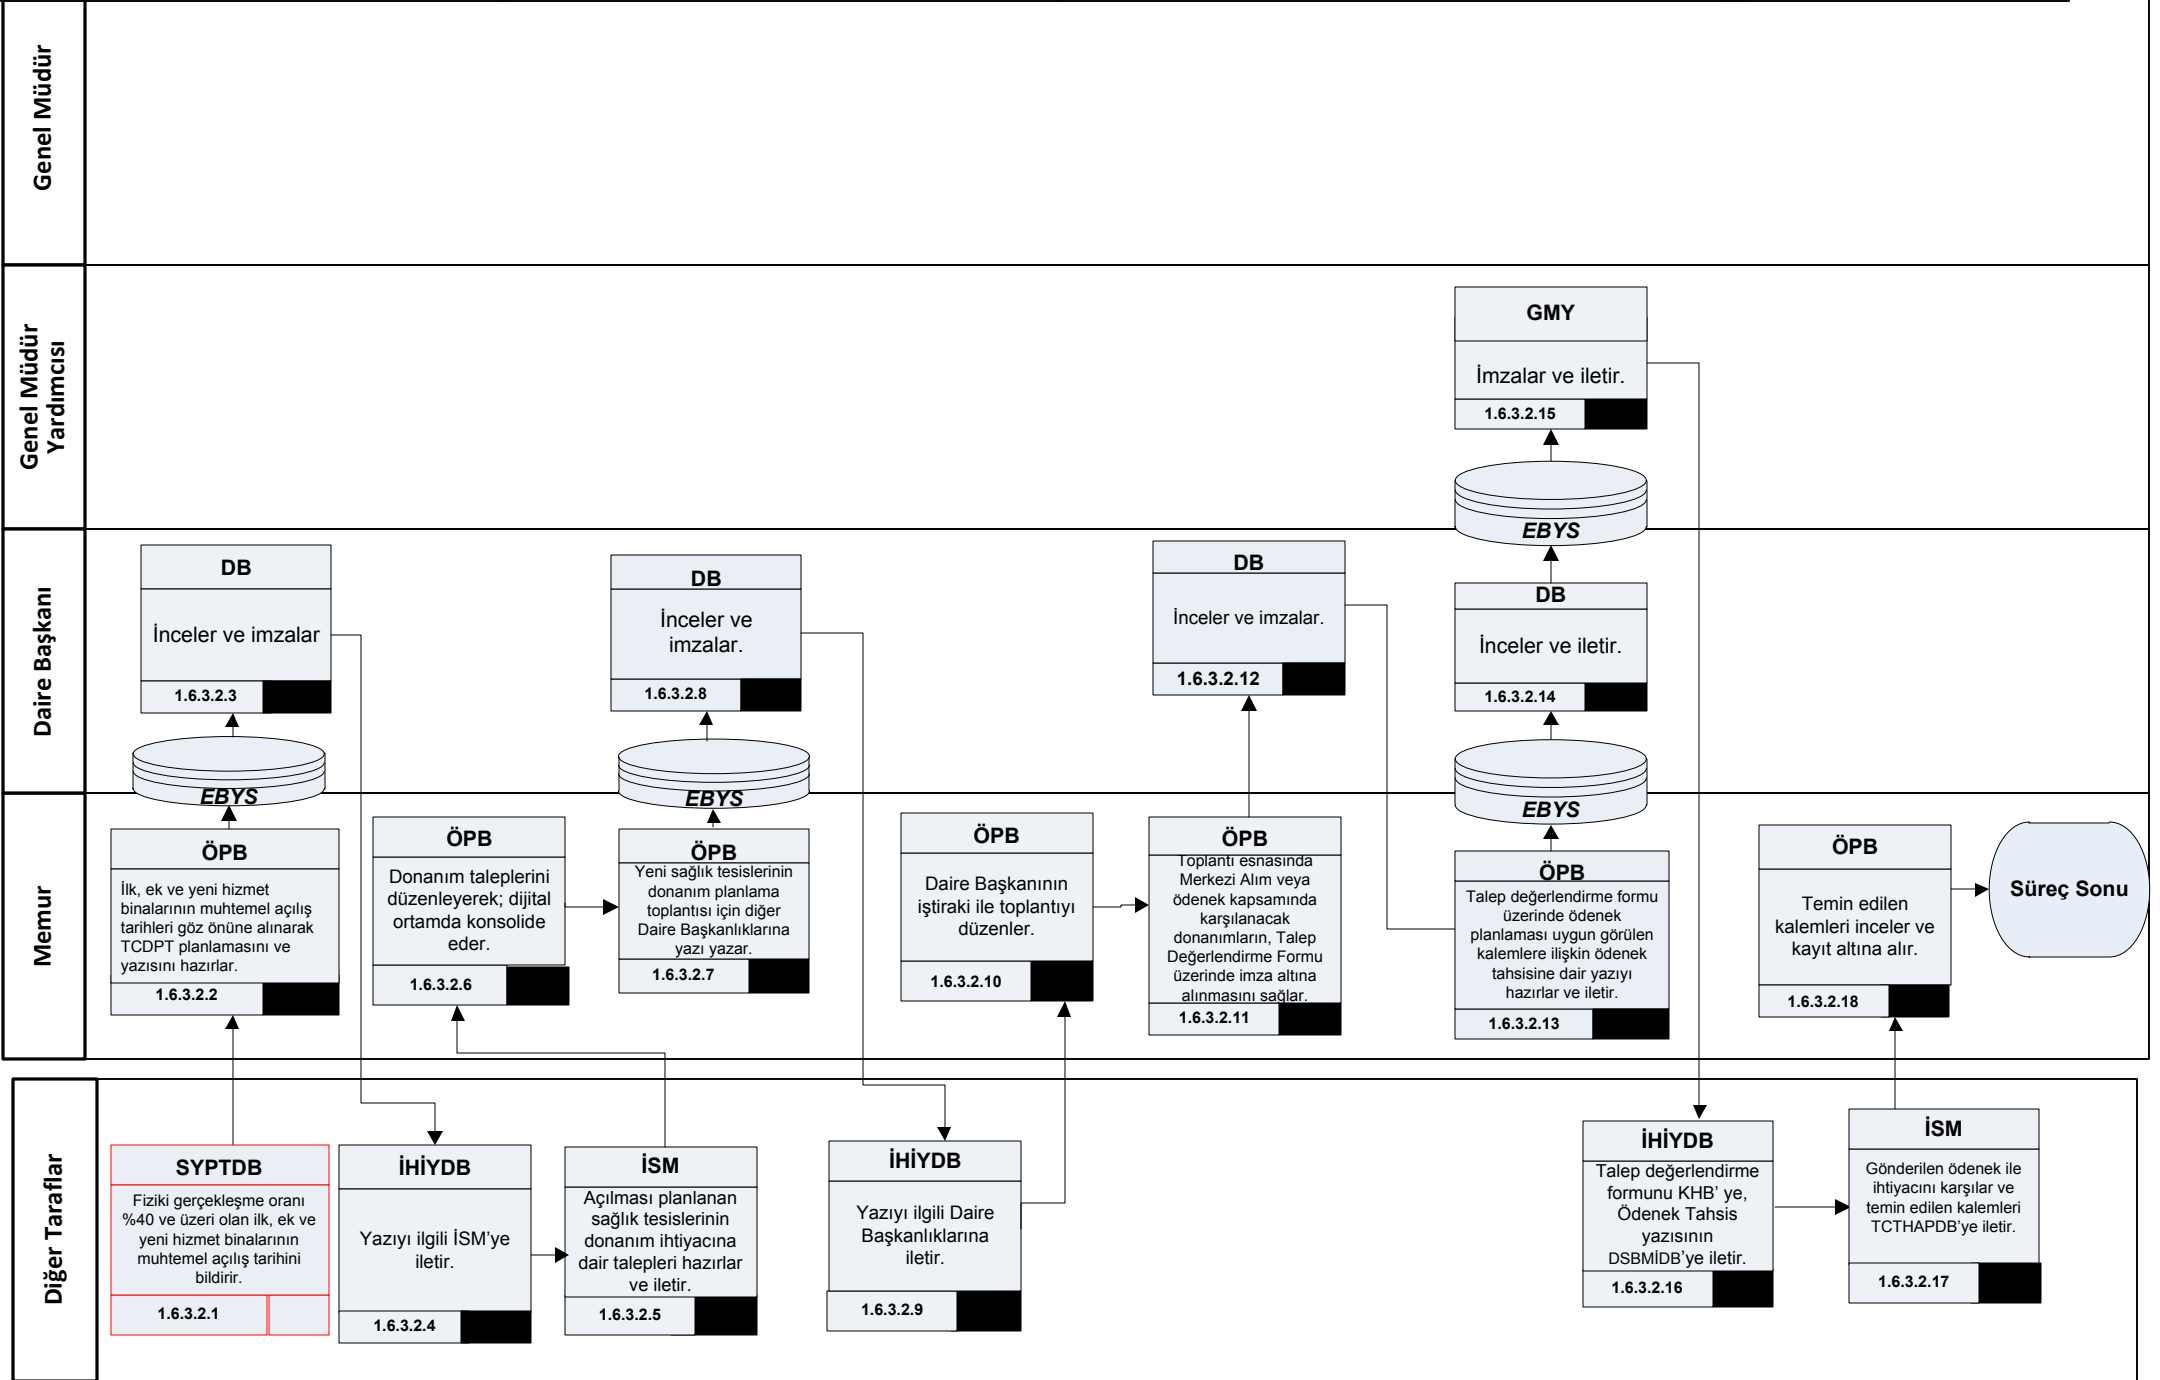 Genel Müdür
Genel Müdür
Yardımcısı
GMY
İmzalar ve iletir.
1.6.3.2.15
EBYS
Daire Başkanı
DB
İnceler ve imzalar
1.6.3.2.3
EBYS
DB
İnceler ve
imzalar.
1.6.3.2.8
EBYS
DB
İnceler ve imzalar.
1.6.3.2.12
DB
İnceler ve iletir.
1.6.3.2.14
EBYS
Memur
ÖPB
İlk, ek ve yeni hizmet
binalarının muhtemel açılış
tarihleri göz önüne alınarak
TCDPT planlamasını ve
yazısını hazırlar.
1.6.3.2.2
ÖPB
Donanım taleplerini
düzenleyerek; dijital
ortamda konsolide
eder.
1.6.3.2.6
ÖPB
Yeni sağlık tesislerinin
donanım planlama
toplantısı için diğer
Daire Başkanlıklarına
yazı yazar.
1.6.3.2.7
ÖPB
Daire Başkanının
iştiraki ile toplantıyı
düzenler.
1.6.3.2.10
ÖPB
Toplantı esnasında
Merkezi Alım veya
ödenek kapsamında
karşılanacak
donanımların, Talep
Değerlendirme Formu
üzerinde imza altına
alınmasını sağlar.
1.6.3.2.11
ÖPB
Talep değerlendirme formu
üzerinde ödenek
planlaması uygun görülen
kalemlere ilişkin ödenek
tahsisine dair yazıyı
hazırlar ve iletir.
1.6.3.2.13
ÖPB
Temin edilen
kalemleri inceler ve
kayıt altına alır.
1.6.3.2.18
Süreç Sonu
Diğer Taraflar
SYPTDB
Fiziki gerçekleşme oranı
%40 ve üzeri olan ilk, ek ve
yeni hizmet binalarının
muhtemel açılış tarihini
bildirir.
1.6.3.2.1
İHİYDB
Yazıyı ilgili İSM’ye
iletir.
1.6.3.2.4
İSM
Açılması planlanan
sağlık tesislerinin
donanım ihtiyacına
dair talepleri hazırlar
ve iletir.
1.6.3.2.5
İHİYDB
Yazıyı ilgili Daire
Başkanlıklarına
iletir.
1.6.3.2.9
İHİYDB
Talep değerlendirme
formunu KHB’ ye,
Ödenek Tahsis
yazısının
DSBMİDB’ye iletir.
1.6.3.2.16
İSM
Gönderilen ödenek ile
ihtiyacını karşılar ve
temin edilen kalemleri
TCTHAPDB’ye iletir.
1.6.3.2.17